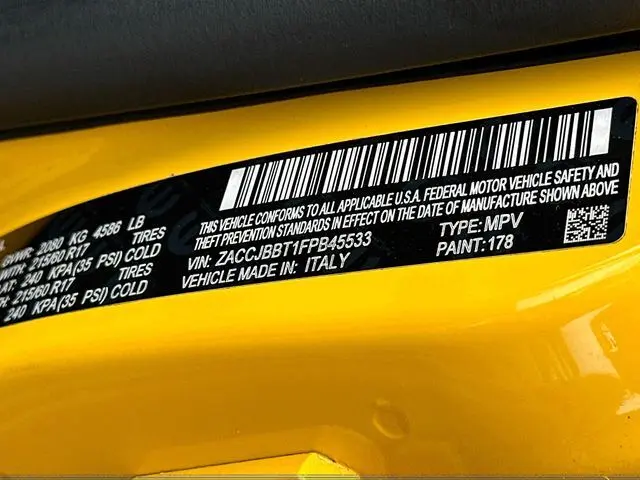 THIS VEHICLE CONFORMS TO ALL APPLICABLE U.S.A. FEDERAL MOTOR VEHICLE SAFETY AND
THEFT PREVENTION STANDARDS IN EFFECT ON THE DATE OF MANUFACTURE SHOWN ABOVE
VIN: ZACCJBBT1FPB45533 TYPE: MPV
VEHICLE MADE IN: ITALY PAINT: 178
GVWR 2080 KG 4586 LB
215/60 R17 TIRES
AT 240 KPA(35 PSI) COLD
215/60 R17 TIRES
240 KPA(35 PSI) COLD